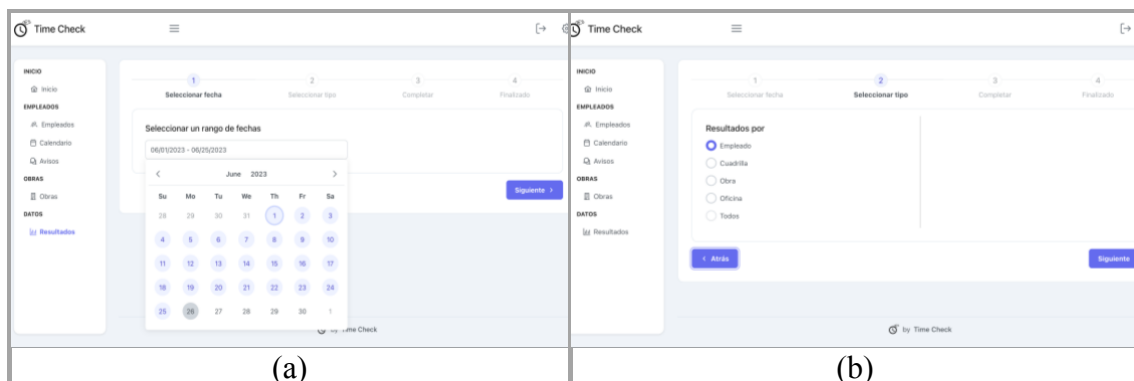 Time Check
INICIO
Inicio
EMPLEADOS
Empleados
Calendario
Avisos
OBRAS
Obras
DATOS
Resultados
1 2 3 4
Seleccionar fecha Seleccionar tipo Completar Finalizado
Seleccionar un rango de fechas
06/01/2023 - 06/25/2023
June 2023
Su Mo Tu We Th Fr Sa
28 29 30 31 1 2 3
4 5 6 7 8 9 10
11 12 13 14 15 16 17
18 19 20 21 22 23 24
25 26 27 28 29 30 1
Siguiente >
by Time Check
(a)
Time Check
INICIO
Inicio
EMPLEADOS
Empleados
Calendario
Avisos
OBRAS
Obras
DATOS
Resultados
1 2 3 4
Seleccionar fecha Seleccionar tipo Completar Finalizado
Resultados por
Empleado
Cuadrilla
Obra
Oficina
Todos
< Atrás
Siguiente
by Time Check
(b)